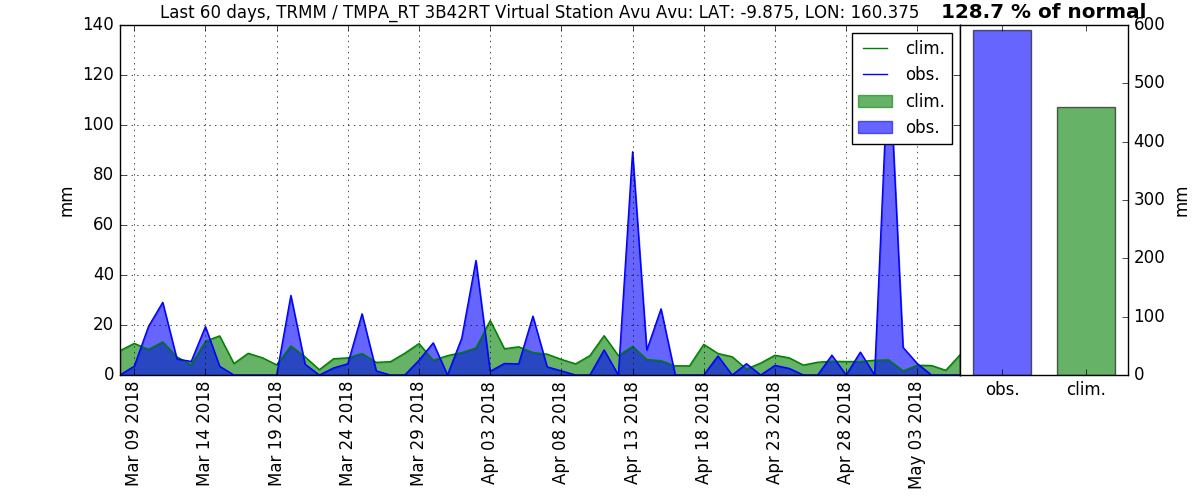 Last 60 days, TRMM / TMPA_RT 3B42RT Virtual Station Avu Avu: LAT: -9.875, LON: 160.375
128.7 % of normal
140
120
100
80
60
40
20
0
mm
clim.
obs.
clim.
obs.
Mar 09 2018
Mar 14 2018
Mar 19 2018
Mar 24 2018
Mar 29 2018
Apr 03 2018
Apr 08 2018
Apr 13 2018
Apr 18 2018
Apr 23 2018
Apr 28 2018
May 03 2018
600
500
400
300
200
100
0
mm
obs.
clim.